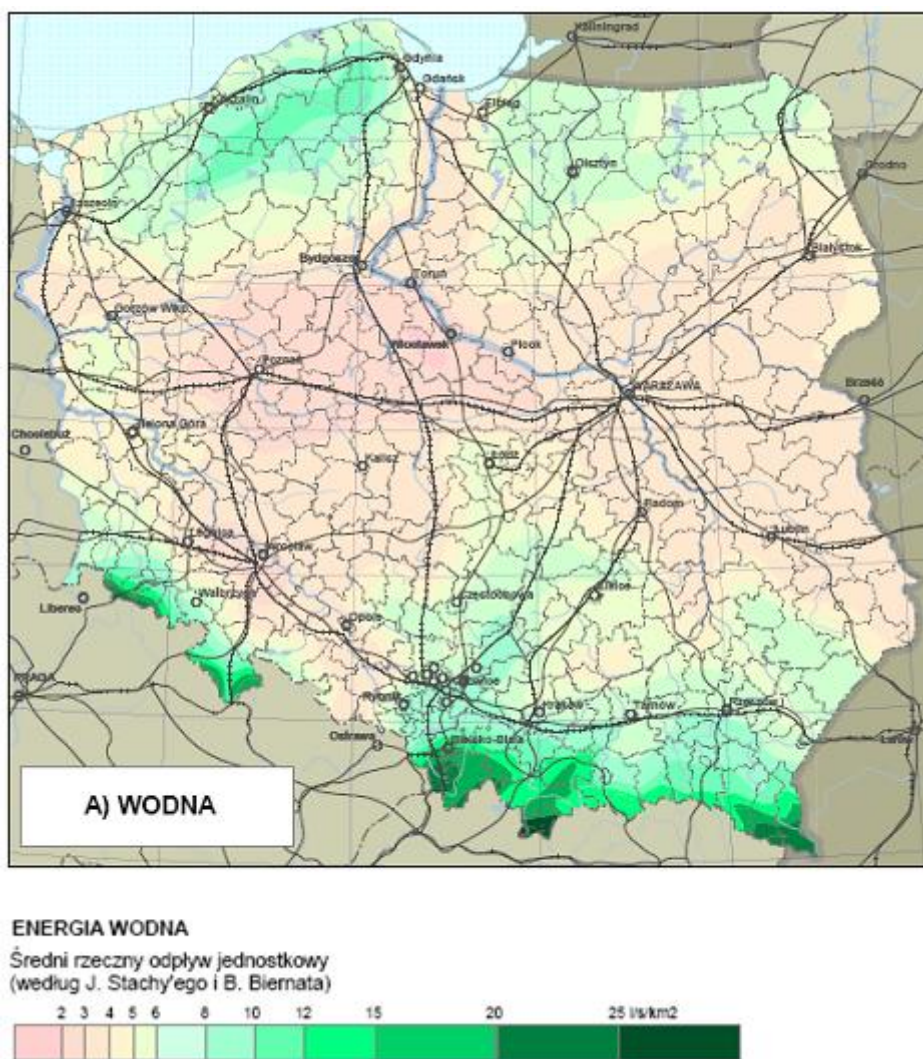 Kaliningrad
Gdynia
Gdańsk
Koszalin
Elbląg
Olsztyn
Grodno
Szczecin
Białystok
Bydgoszcz
Toruń
Gorzów Wlkp.
Włocławek
Płock
Poznań
WARSZAWA
Brześć
Zielona Góra
Chociebuż
Kalisz
Łódź
Radom
Legnica
Lublin
Wrocław
Liberec
Wałbrzych
Częstochowa
Kielce
Opole
PRAGA
Rybnik
Kraków
Tarnów
Rzeszów
Ostrawa
Bielsko-Biała
Lwów
A) WODNA
ENERGIA WODNA
Średni rzeczny odpływ jednostkowy
(według J. Stachy'ego i B. Biernata)
2 3 4 5 6 8 10 12 15 20 25 l/s/km2